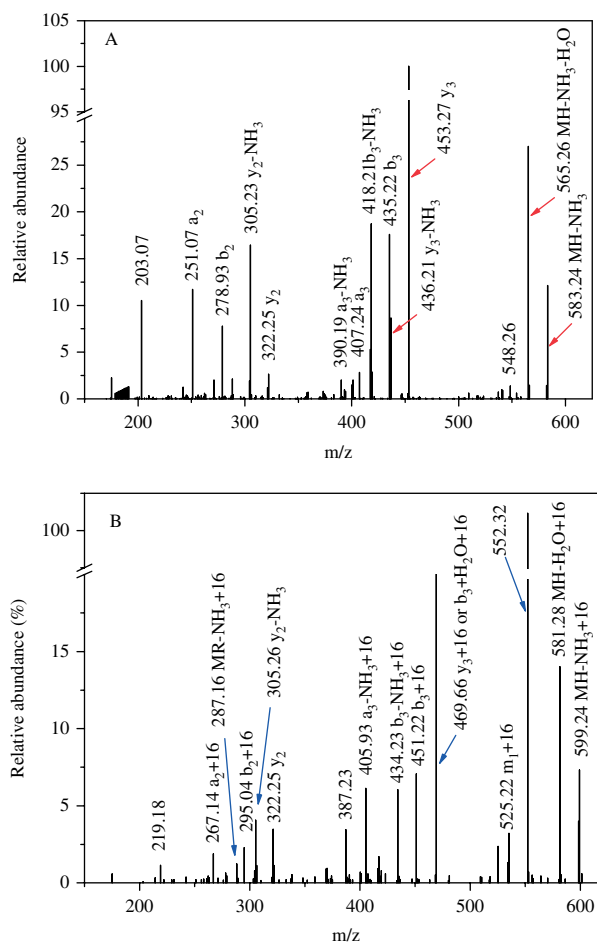 A
105
100
95
25
20
15
10
5
0
Relative abundance
203.07
251.07 a2
278.93 b2
305.23 y2-NH3
322.25 y2
390.19 a3-NH3
407.24 a3
418.21b3-NH3
435.22 b3
436.21 y3-NH3
453.27 y3
548.26
565.26 MH-NH3-H2O
583.24 MH-NH3
200
300
400
500
600
m/z
B
100
15
10
5
0
Relative abundance (%)
219.18
267.14 a2+16
287.16 MR-NH3+16
295.04 b2+16
305.26 y2-NH3
322.25 y2
387.23
405.93 a3-NH3+16
434.23 b3-NH3+16
451.22 b3+16
469.66 y3+16 or b3+H2O+16
525.22 m1+16
552.32
581.28 MH-H2O+16
599.24 MH-NH3+16
200
300
400
500
600
m/z